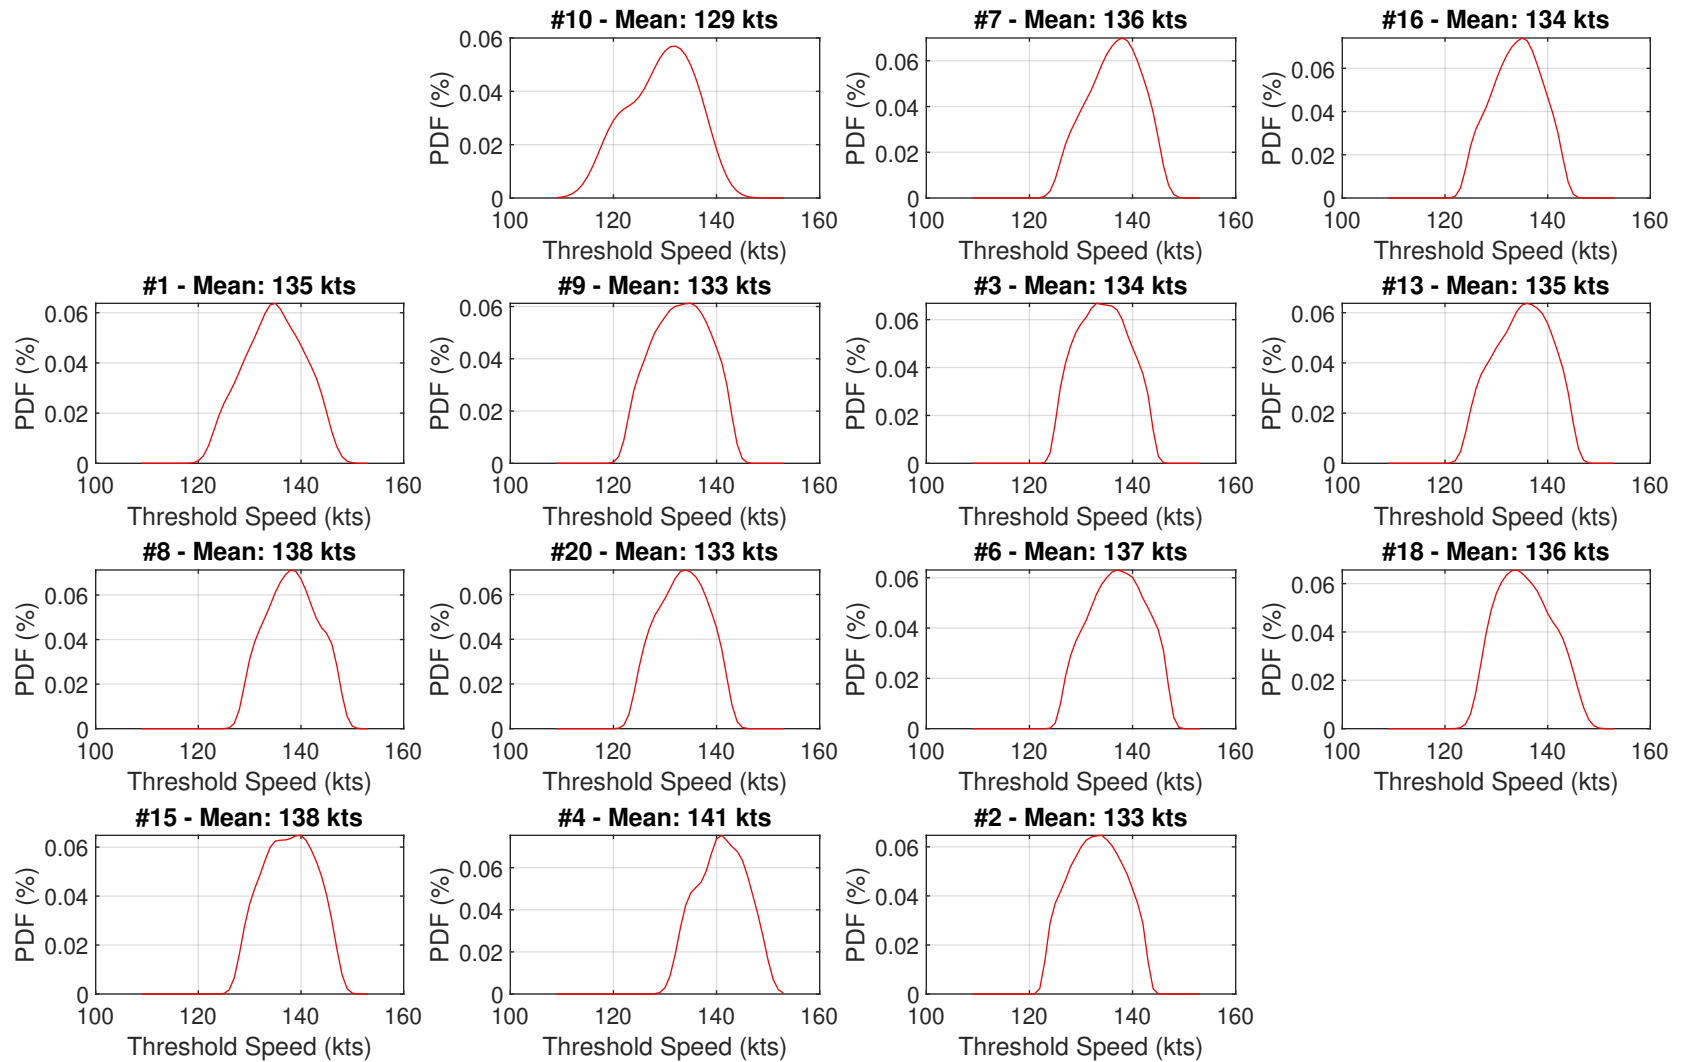 #10 - Mean: 129 kts
PDF (%)
0.06
0.04
0.02
0
100 120 140 160
Threshold Speed (kts)
#7 - Mean: 136 kts
PDF (%)
0.06
0.04
0.02
0
100 120 140 160
Threshold Speed (kts)
#16 - Mean: 134 kts
PDF (%)
0.06
0.04
0.02
0
100 120 140 160
Threshold Speed (kts)
#1 - Mean: 135 kts
PDF (%)
0.06
0.04
0.02
0
100 120 140 160
Threshold Speed (kts)
#9 - Mean: 133 kts
PDF (%)
0.06
0.04
0.02
0
100 120 140 160
Threshold Speed (kts)
#3 - Mean: 134 kts
PDF (%)
0.06
0.04
0.02
0
100 120 140 160
Threshold Speed (kts)
#13 - Mean: 135 kts
PDF (%)
0.06
0.04
0.02
0
100 120 140 160
Threshold Speed (kts)
#8 - Mean: 138 kts
PDF (%)
0.06
0.04
0.02
0
100 120 140 160
Threshold Speed (kts)
#20 - Mean: 133 kts
PDF (%)
0.06
0.04
0.02
0
100 120 140 160
Threshold Speed (kts)
#6 - Mean: 137 kts
PDF (%)
0.06
0.04
0.02
0
100 120 140 160
Threshold Speed (kts)
#18 - Mean: 136 kts
PDF (%)
0.06
0.04
0.02
0
100 120 140 160
Threshold Speed (kts)
#15 - Mean: 138 kts
PDF (%)
0.06
0.04
0.02
0
100 120 140 160
Threshold Speed (kts)
#4 - Mean: 141 kts
PDF (%)
0.06
0.04
0.02
0
100 120 140 160
Threshold Speed (kts)
#2 - Mean: 133 kts
PDF (%)
0.06
0.04
0.02
0
100 120 140 160
Threshold Speed (kts)